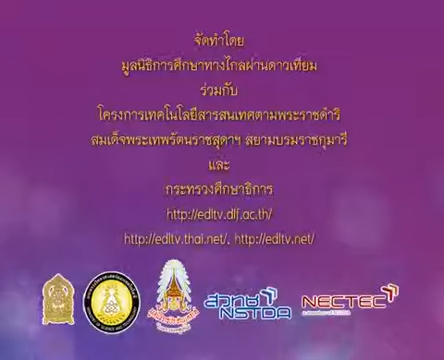 จัดทำโดย
มูลนิธิการศึกษาทางไกลผ่านดาวเทียม
ร่วมกับ
โครงการเทคโนโลยีสารสนเทศตามพระราชดำริ
สมเด็จพระเทพรัตนราชสุดาฯ สยามบรมราชกุมารี
และ
กระทรวงศึกษาธิการ
http://edltv.dlf.ac.th/
http://edltv.thai.net/, http://edltv.net/
สวทช NSTDA
NECTEC